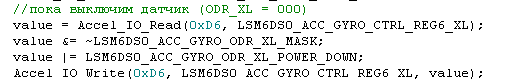 //пока выключим датчик (ODR_XL = 000)
value = Accel_IO_Read(0xD6, LSM6DSO_ACC_GYRO_CTRL_REG6_XL);
value &= ~LSM6DSO_ACC_GYRO_ODR_XL_MASK;
value |= LSM6DSO_ACC_GYRO_ODR_XL_POWER_DOWN;
Accel_IO_Write(0xD6, LSM6DSO_ACC_GYRO_CTRL_REG6_XL, value);